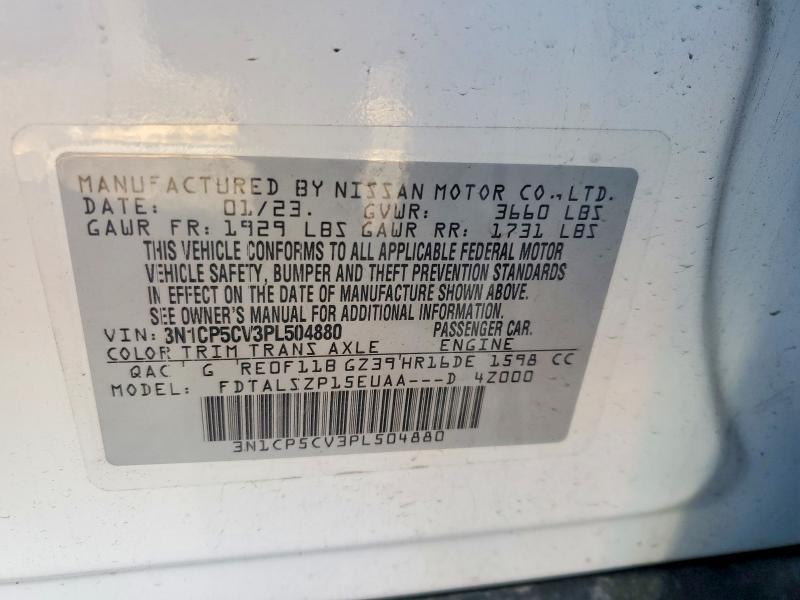 MANUFACTURED BY NISSAN MOTOR CO., LTD.
DATE: 01/23. GVWR: 3660 LBS
GAWR FR: 1929 LBS GAWR RR: 1731 LBS
THIS VEHICLE CONFORMS TO ALL APPLICABLE FEDERAL MOTOR
VEHICLE SAFETY, BUMPER AND THEFT PREVENTION STANDARDS
IN EFFECT ON THE DATE OF MANUFACTURE SHOWN ABOVE.
SEE OWNER'S MANUAL FOR ADDITIONAL INFORMATION.
VIN: 3N1CP5CV3PL504880 PASSENGER CAR.
COLOR TRIM TRANS AXLE ENGINE
QAC G RE0F11B GZ39 HR16DE 1598 CC
MODEL: FDTALSZP15EUAA---D 4Z000
3N1CP5CV3PL504880